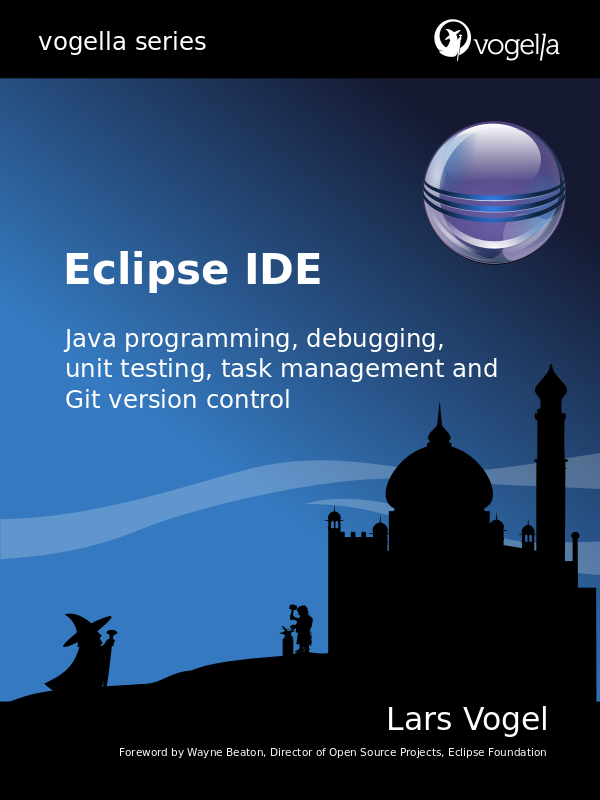 vogella series
vogella
Eclipse IDE
Java programming, debugging,
unit testing, task management and
Git version control
Lars Vogel
Foreword by Wayne Beaton, Director of Open Source Projects, Eclipse Foundation